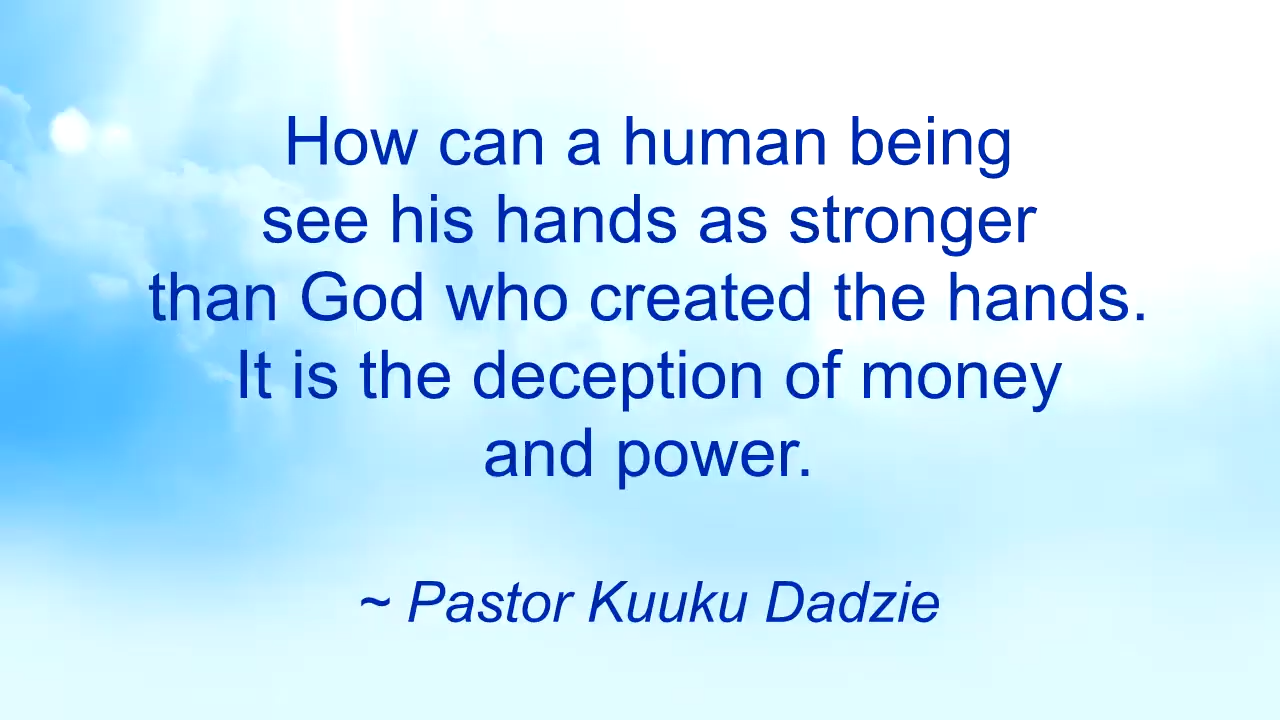 How can a human being
see his hands as stronger
than God who created the hands.
It is the deception of money
and power.
~ Pastor Kuuku Dadzie